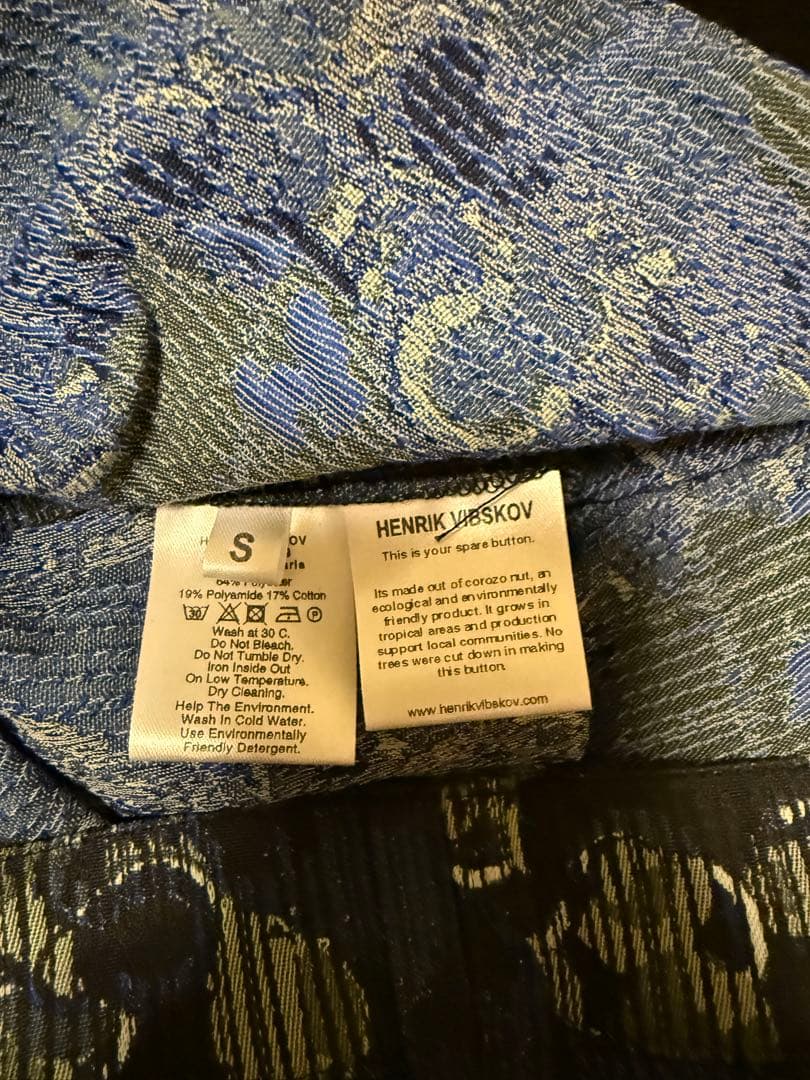 S
64% Polyester
19% Polyamide 17% Cotton
30 P
Wash at 30 C.
Do Not Bleach.
Do Not Tumble Dry.
Iron Inside Out
On Low Temperature.
Dry Cleaning.
Help The Environment.
Wash In Cold Water.
Use Environmentally
Friendly Detergent.
HENRIK VIBSKOV
This is your spare button.
Its made out of corozo nut, an
ecological and environmentally
friendly product. It grows in
tropical areas and production
support local communities. No
trees were cut down in making
this button.
www.henrikvibskov.com